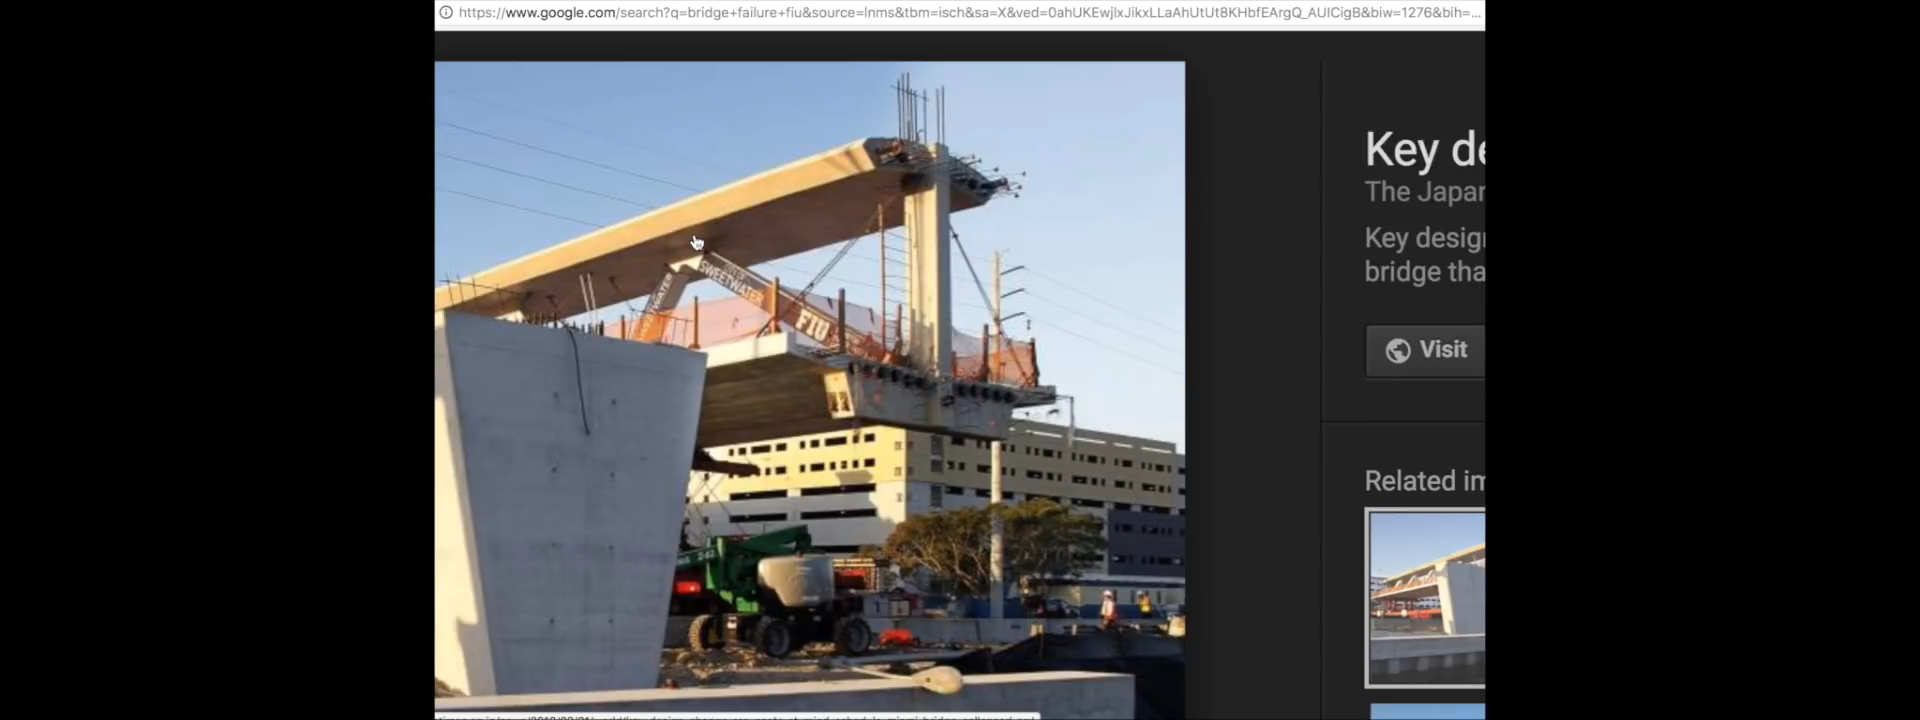 https://www.google.com/search?q=bridge+failure+fiu&source=lnms&tbm=isch&sa=X&ved=0ahUKEwjlxJikxLLaAhUtUt8KHbfEArgQ_AUICigB&biw=1276&bih=...
SWEETWATER
FIU
Key de
The Japan
Key desig
bridge tha
Visit
Related im